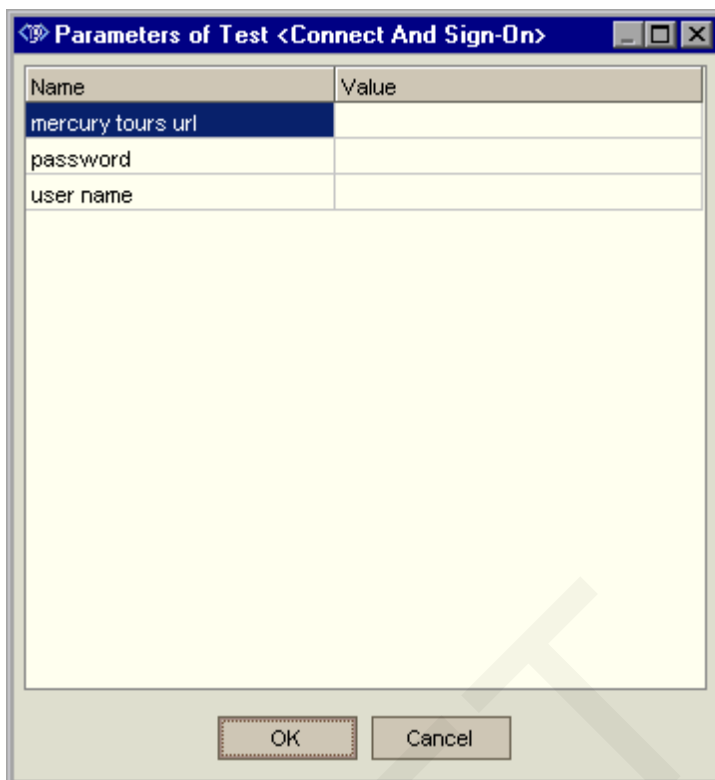 Parameters of Test <Connect And Sign-On>
Name Value
mercury tours url
password
user name
OK Cancel